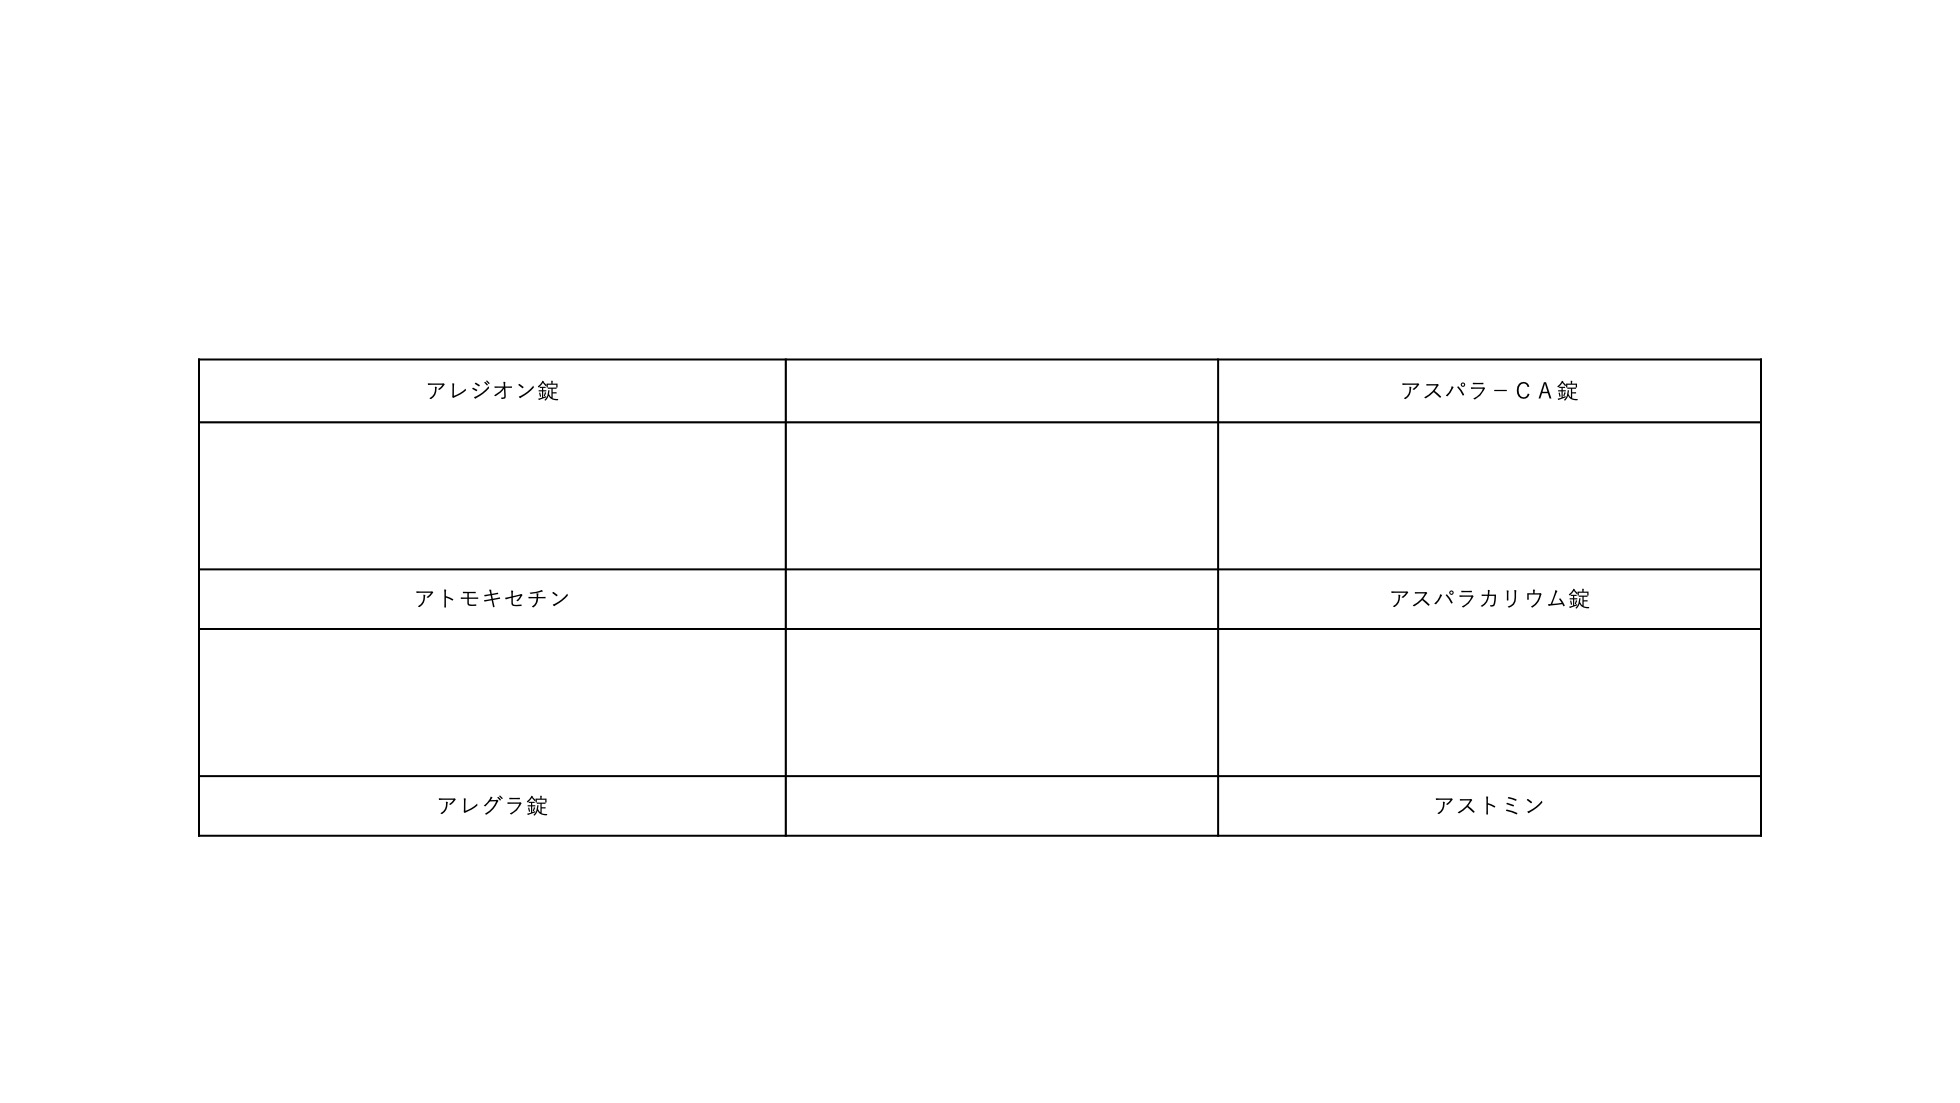 アレジオン錠
アスパラ－ＣＡ錠
アトモキセチン
アスパラカリウム錠
アレグラ錠
アストミン